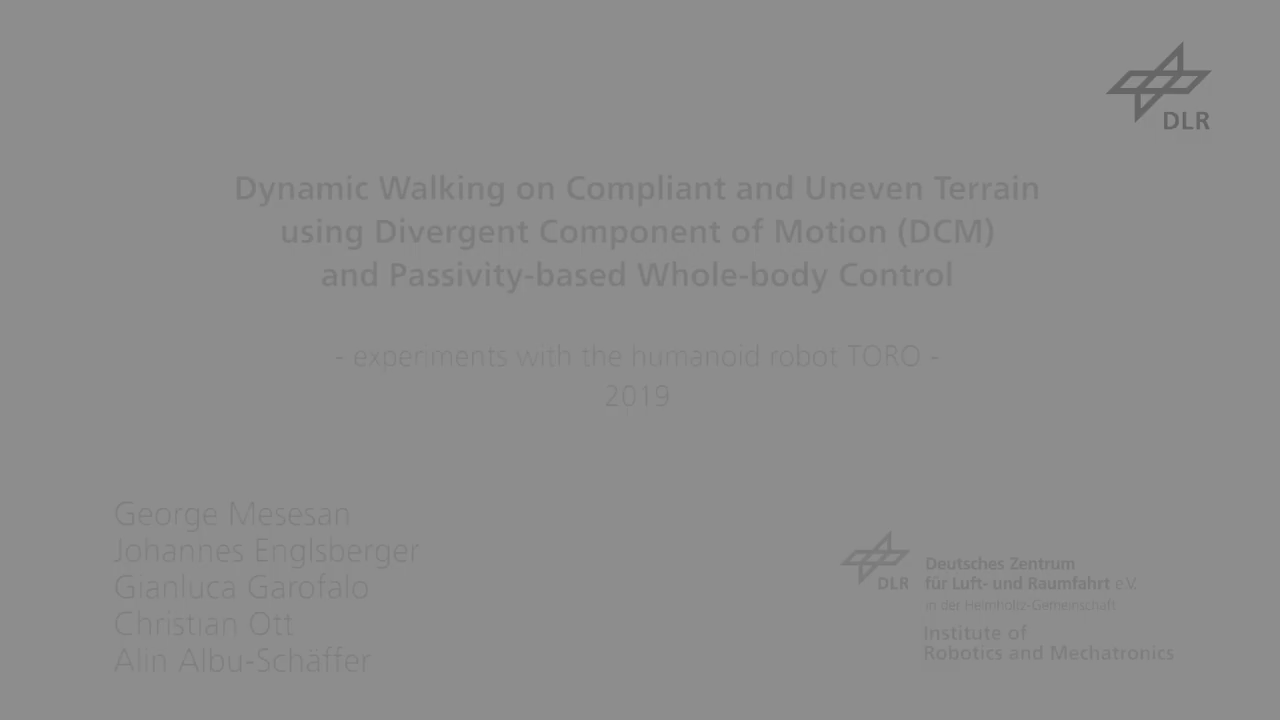 DLR
Dynamic Walking on Compliant and Uneven Terrain
using Divergent Component of Motion (DCM)
and Passivity-based Whole-body Control
- experiments with the humanoid robot TORO -
2019
George Mesesan
Johannes Englsberger
Gianluca Garofalo
Christian Ott
Alin Albu-Schäffer
DLR
Deutsches Zentrum
für Luft- und Raumfahrt e.V.
in der Helmholtz-Gemeinschaft
Institute of
Robotics and Mechatronics